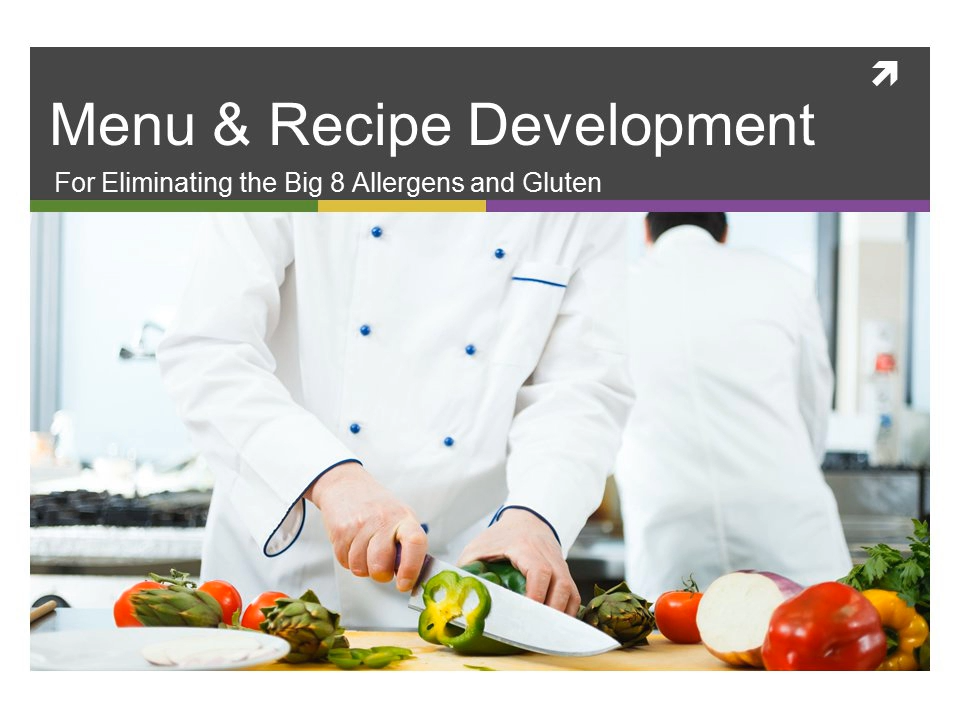 Menu & Recipe Development
For Eliminating the Big 8 Allergens and Gluten